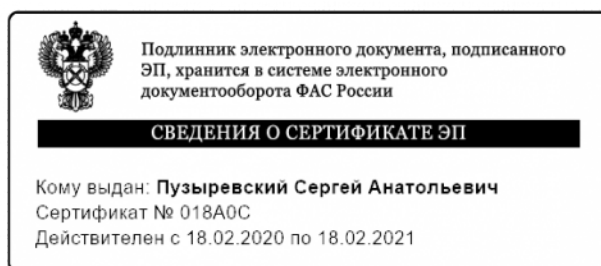 Подлинник электронного документа, подписанного
ЭП, хранится в системе электронного
документооборота ФАС России
СВЕДЕНИЯ О СЕРТИФИКАТЕ ЭП
Кому выдан: Пузыревский Сергей Анатольевич
Сертификат № 018A0C
Действителен с 18.02.2020 по 18.02.2021